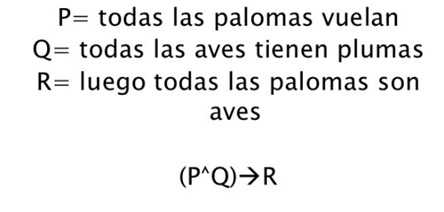 P= todas las palomas vuelan
Q= todas las aves tienen plumas
R= luego todas las palomas son
aves
(P^Q)→R